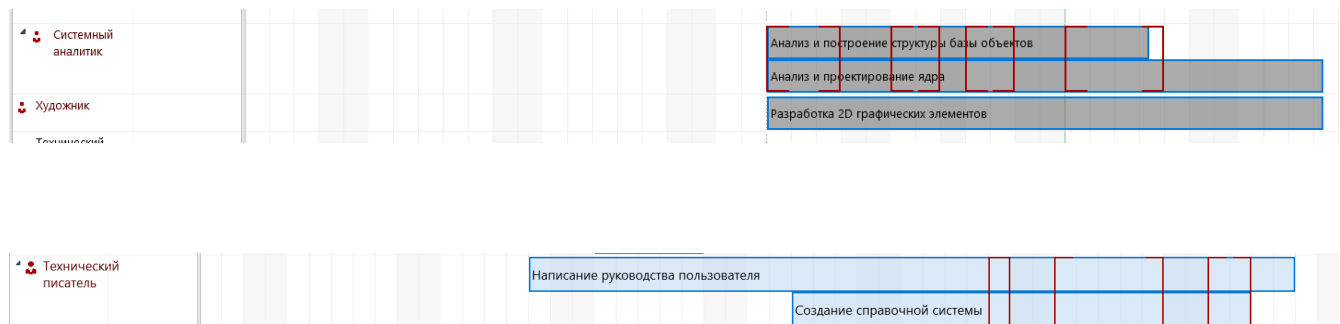 Системный
аналитик
Анализ и построение структуры базы объектов
Анализ и проектирование ядра
Художник
Разработка 2D графических элементов
Технический
Технический
писатель
Написание руководства пользователя
Создание справочной системы